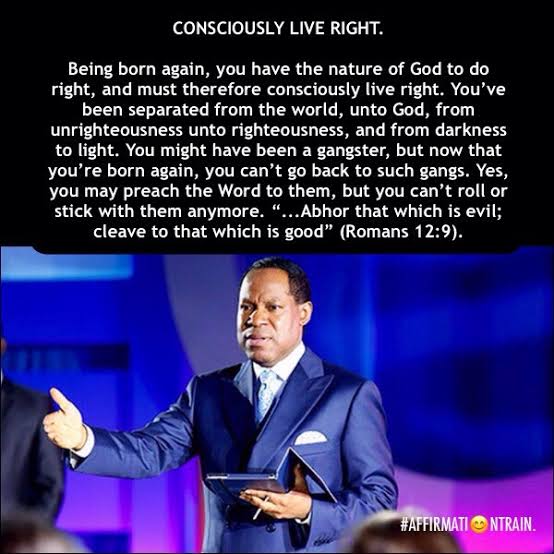 CONSCIOUSLY LIVE RIGHT.
Being born again, you have the nature of God to do
right, and must therefore consciously live right. You’ve
been separated from the world, unto God, from
unrighteousness unto righteousness, and from darkness
to light. You might have been a gangster, but now that
you’re born again, you can’t go back to such gangs. Yes,
you may preach the Word to them, but you can’t roll or
stick with them anymore. “...Abhor that which is evil;
cleave to that which is good” (Romans 12:9).
#AFFIRMATI😊NTRAIN.